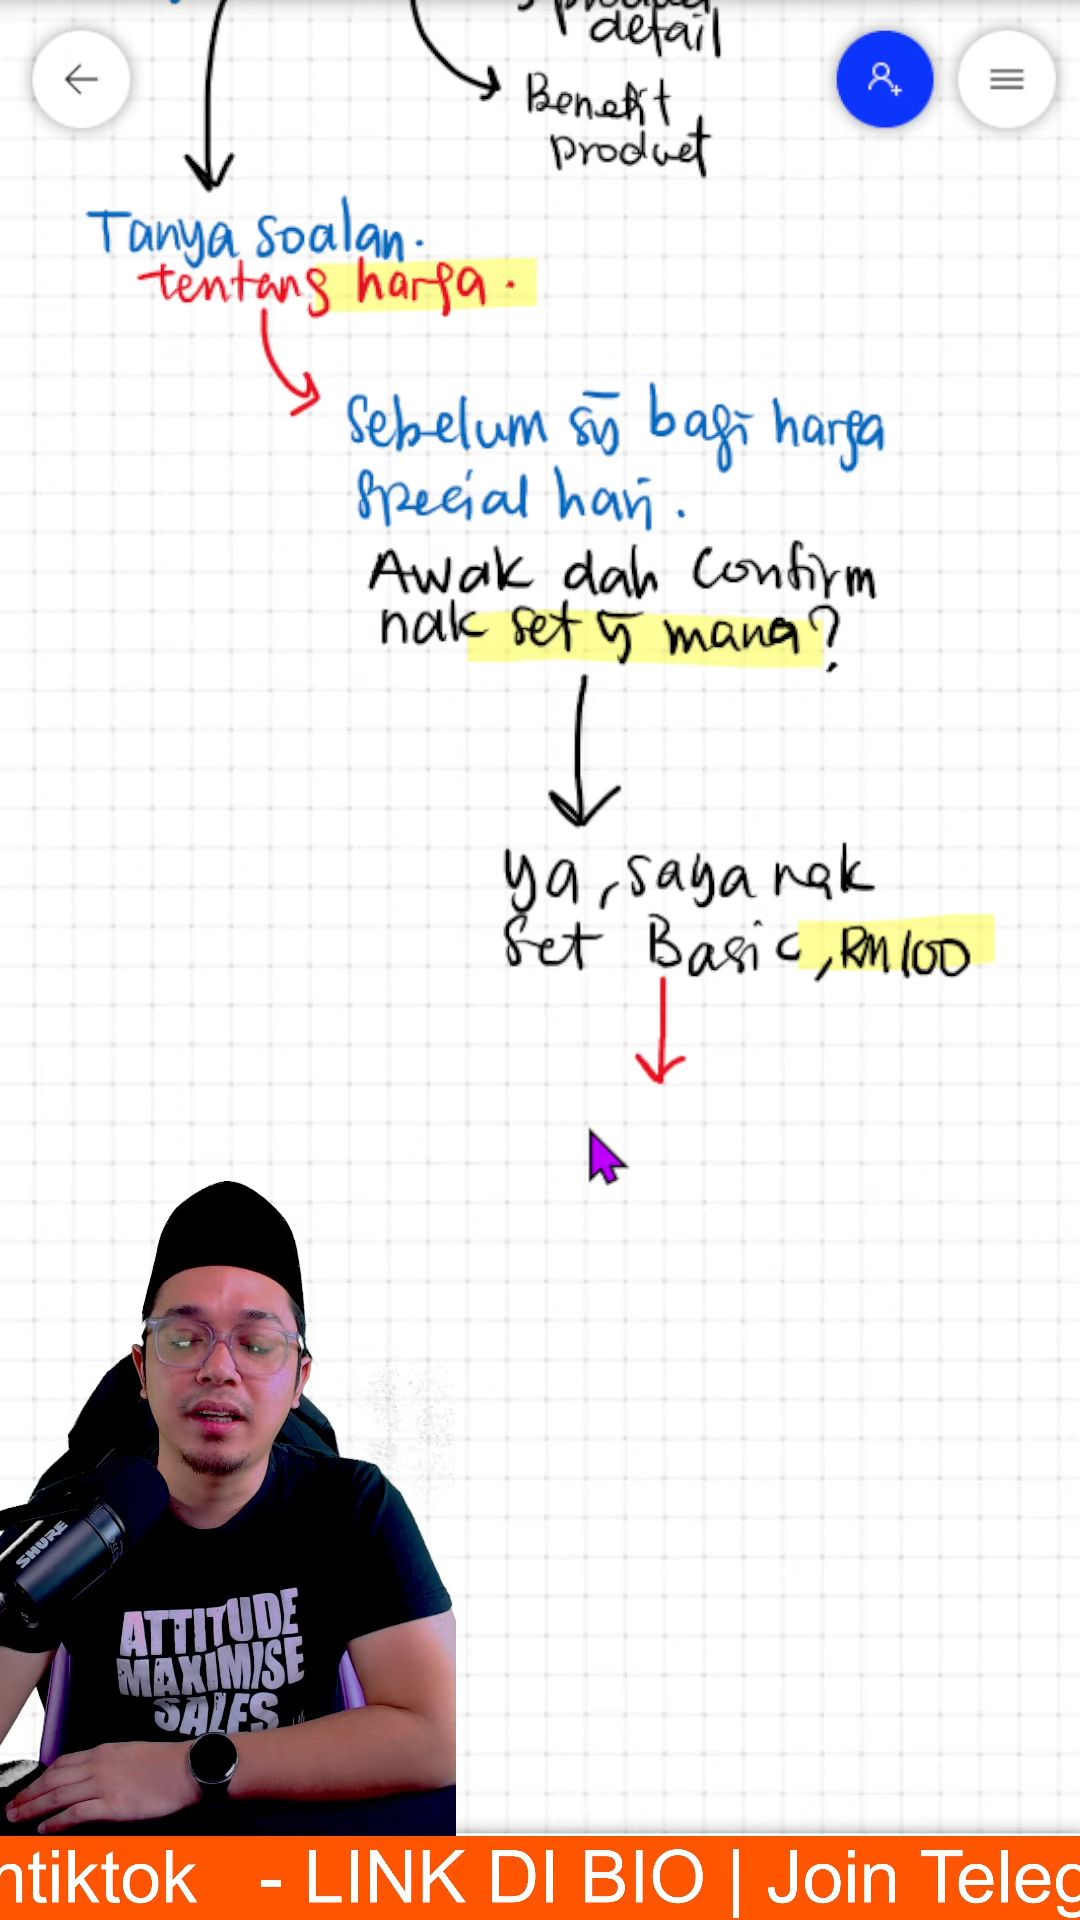 product
detail
Benefit
product
Tanya soalan.
tentang harga.
Sebelum sy bagi harga
special hari.
Awak dah confirm
nak set yg mana?
ya, saya nak
set Basic, RM100
SHURE
ATTITUDE
MAXIMISE
SALES
ntiktok - LINK DI BIO | Join Teleg